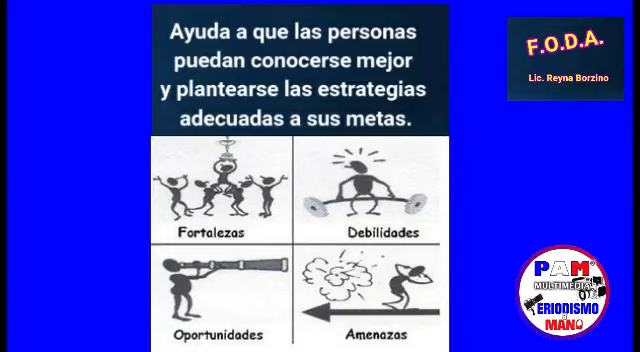 Ayuda a que las personas
puedan conocerse mejor
y plantearse las estrategias
adecuadas a sus metas.
F.O.D.A.
Lic. Reyna Borzino
Fortalezas
Debilidades
Oportunidades
Amenazas
PAM®
MULTIMEDIA
PERIODISMO
A
MANO